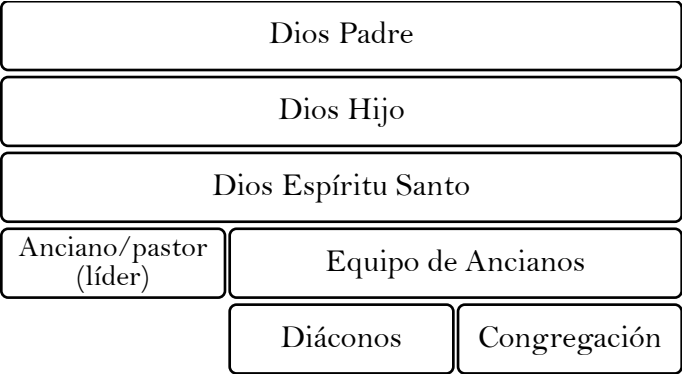 Dios Padre
Dios Hijo
Dios Espíritu Santo
Anciano/pastor
(líder)
Equipo de Ancianos
Diáconos
Congregación